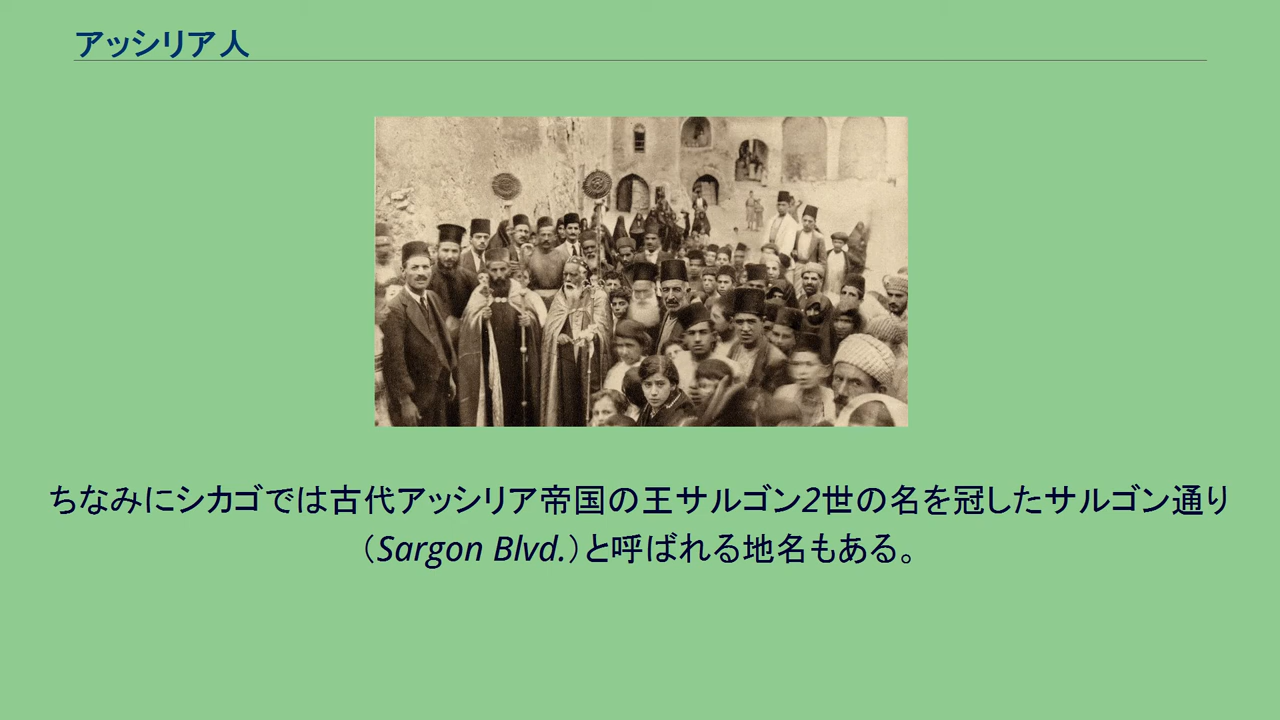 アッシリア人
ちなみにシカゴでは古代アッシリア帝国の王サルゴン2世の名を冠したサルゴン通り
（Sargon Blvd.）と呼ばれる地名もある。